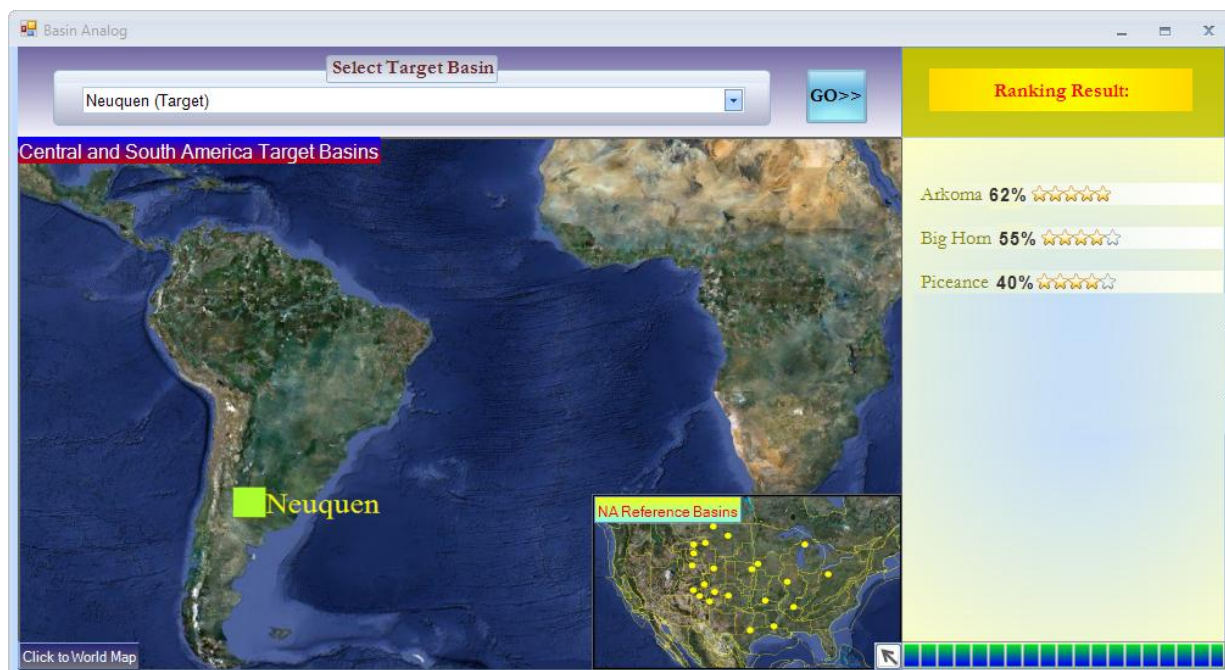 Basin Analog
Select Target Basin
Neuquen (Target)
GO>>
Ranking Result:
Central and South America Target Basins
Arkoma 62%
Big Horn 55%
Piceance 40%
Neuquen
NA Reference Basins
Click to World Map